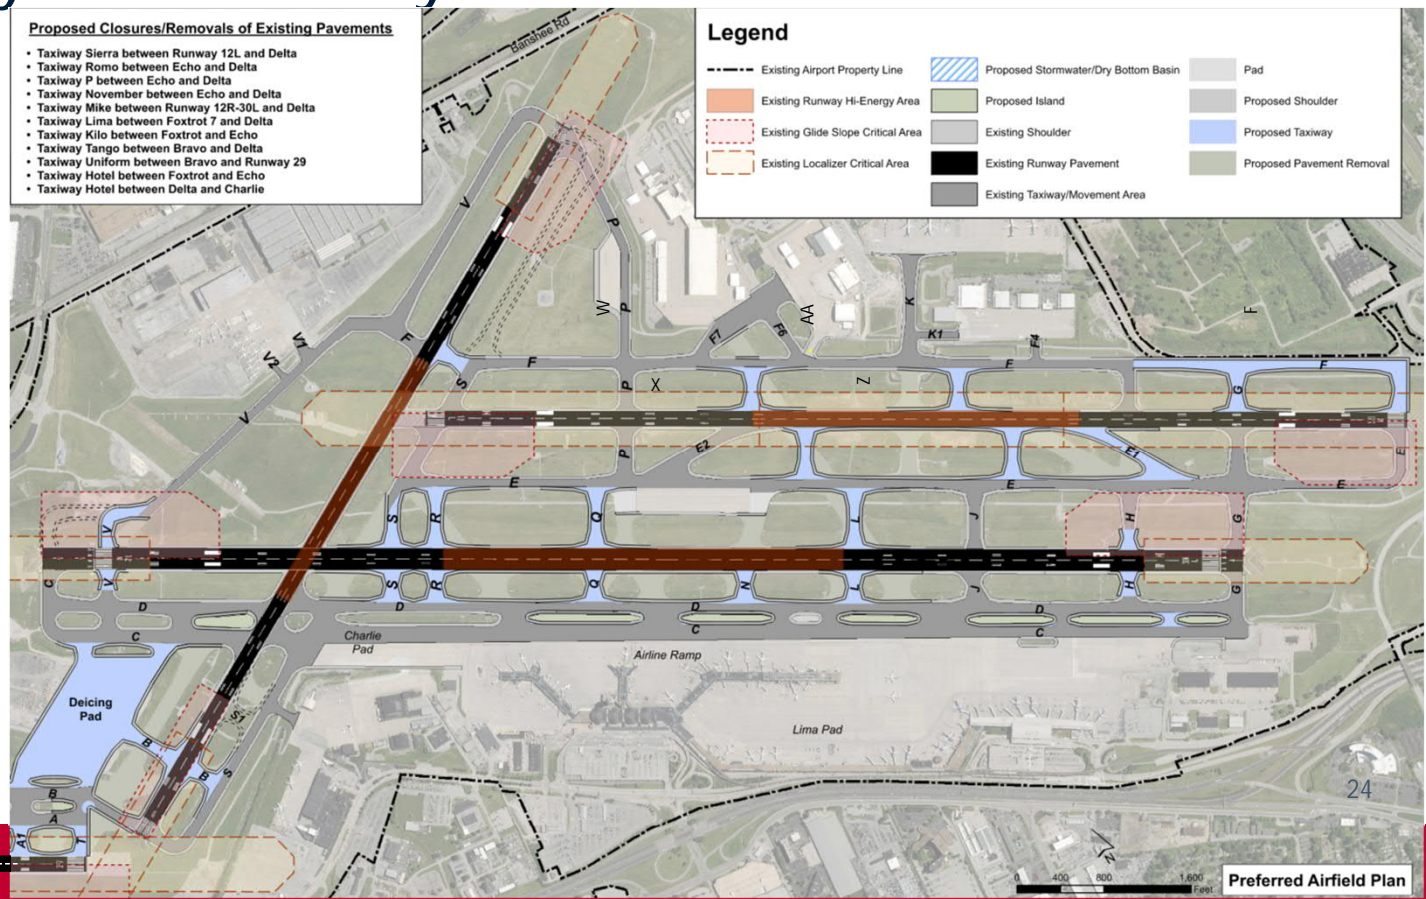 Proposed Closures/Removals of Existing Pavements
• Taxiway Sierra between Runway 12L and Delta
• Taxiway Romo between Echo and Delta
• Taxiway P between Echo and Delta
• Taxiway November between Echo and Delta
• Taxiway Mike between Runway 12R-30L and Delta
• Taxiway Lima between Foxtrot 7 and Delta
• Taxiway Kilo between Foxtrot and Echo
• Taxiway Tango between Bravo and Delta
• Taxiway Uniform between Bravo and Runway 29
• Taxiway Hotel between Foxtrot and Echo
• Taxiway Hotel between Delta and Charlie
Banshee Rd
Legend
Existing Airport Property Line
Existing Runway Hi-Energy Area
Existing Glide Slope Critical Area
Existing Localizer Critical Area
Proposed Stormwater/Dry Bottom Basin
Proposed Island
Existing Shoulder
Existing Runway Pavement
Existing Taxiway/Movement Area
Pad
Proposed Shoulder
Proposed Taxiway
Proposed Pavement Removal
V
P
W
P
F7
F6
AA
K
K1
F4
F
V1
V2
F
F
F
F
S
P
X
Z
G
V
P
E2
E1
E
E
E
E
S
R
Q
L
J
H
G
V
C
V
S
R
Q
N
L
J
H
G
D
D
D
D
C
C
C
Charlie
Pad
Airline Ramp
Lima Pad
Deicing
Pad
S1
B
B
S
B
A
A1
T
24
N
0 400 800 1,600
Feet
Preferred Airfield Plan